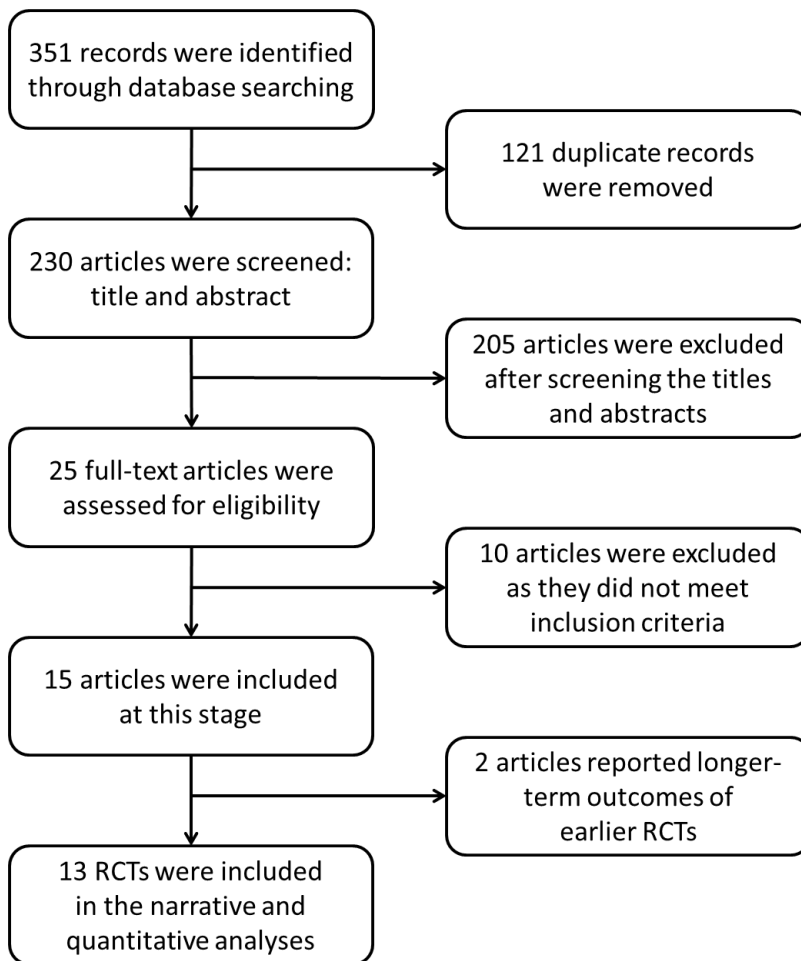 351 records were identified
through database searching
121 duplicate records
were removed
230 articles were screened:
title and abstract
205 articles were excluded
after screening the titles
and abstracts
25 full-text articles were
assessed for eligibility
10 articles were excluded
as they did not meet
inclusion criteria
15 articles were included
at this stage
2 articles reported longer-
term outcomes of
earlier RCTs
13 RCTs were included
in the narrative and
quantitative analyses